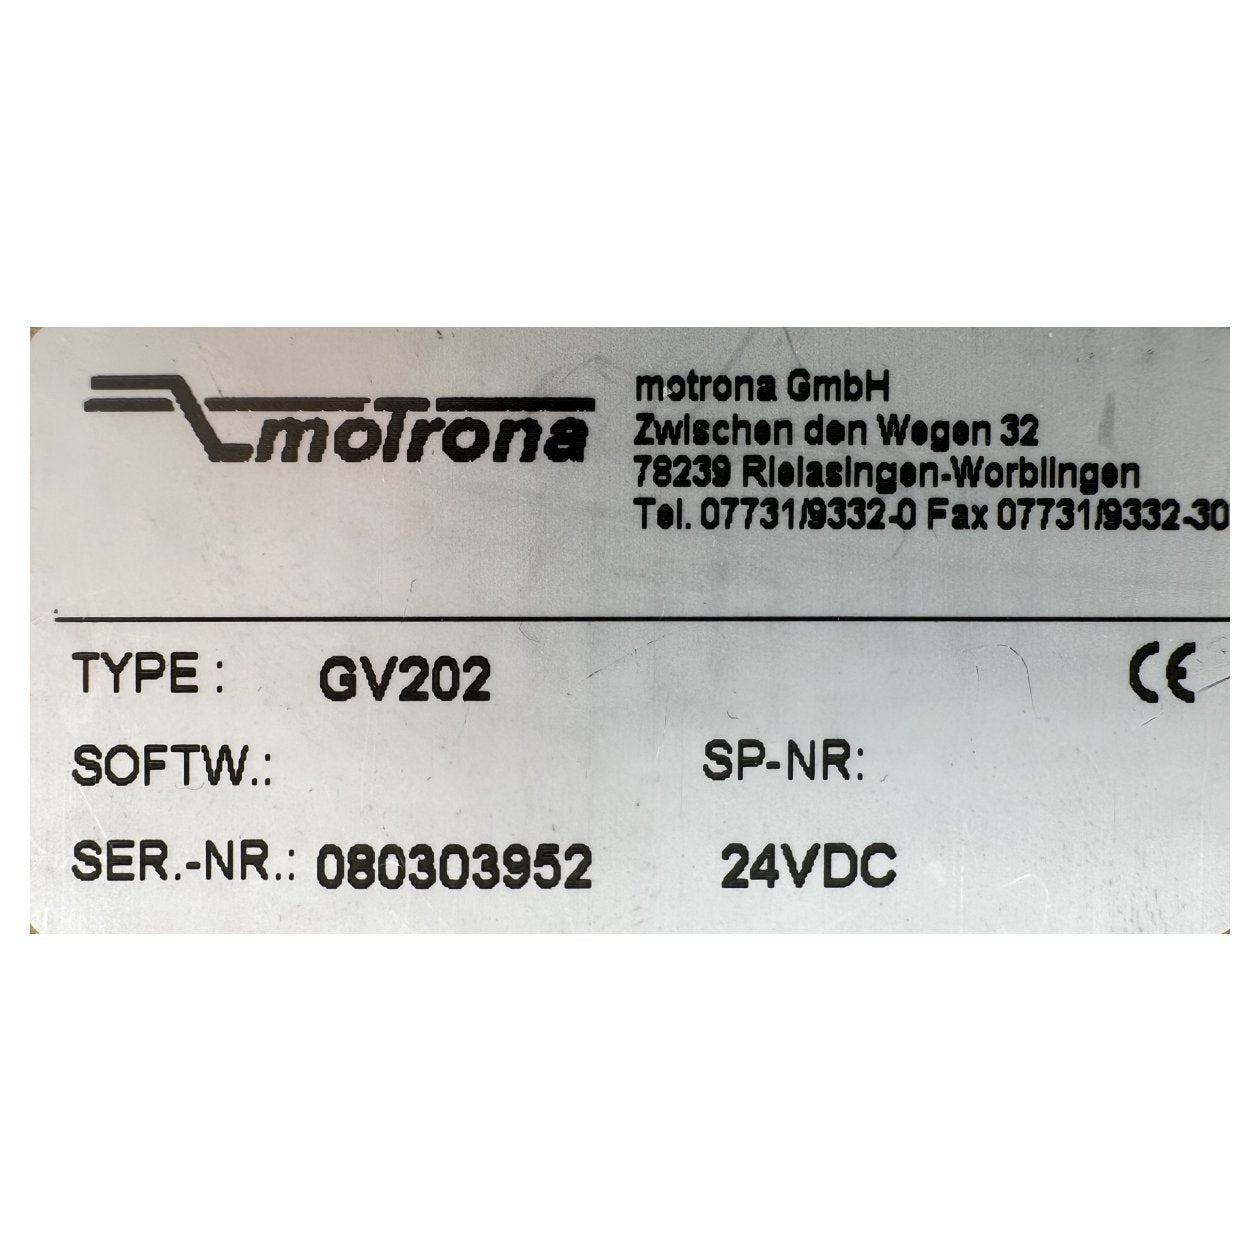 moTrona
motrona GmbH
Zwischen den Wegen 32
78239 Rielasingen-Worblingen
Tel. 07731/9332-0 Fax 07731/9332-30
TYPE : GV202
CE
SOFTW.: SP-NR:
SER.-NR.: 080303952 24VDC